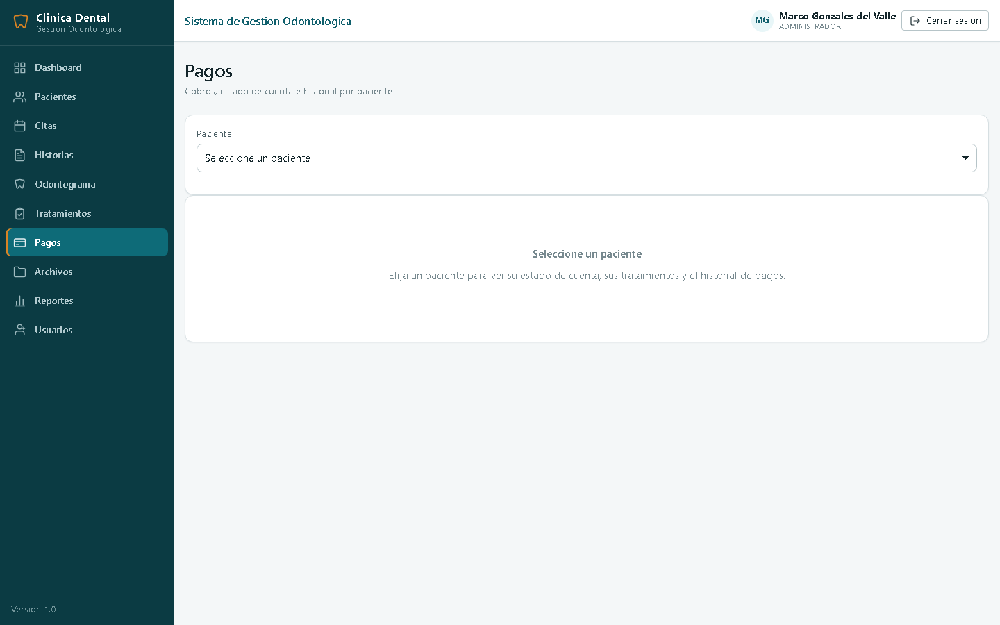 Clinica Dental
Gestion Odontologica
Dashboard
Pacientes
Citas
Historias
Odontograma
Tratamientos
Pagos
Archivos
Reportes
Usuarios
Version 1.0
Sistema de Gestion Odontologica
MG
Marco Gonzales del Valle
ADMINISTRADOR
Cerrar sesion
Pagos
Cobros, estado de cuenta e historial por paciente
Paciente
Seleccione un paciente
Seleccione un paciente
Elija un paciente para ver su estado de cuenta, sus tratamientos y el historial de pagos.